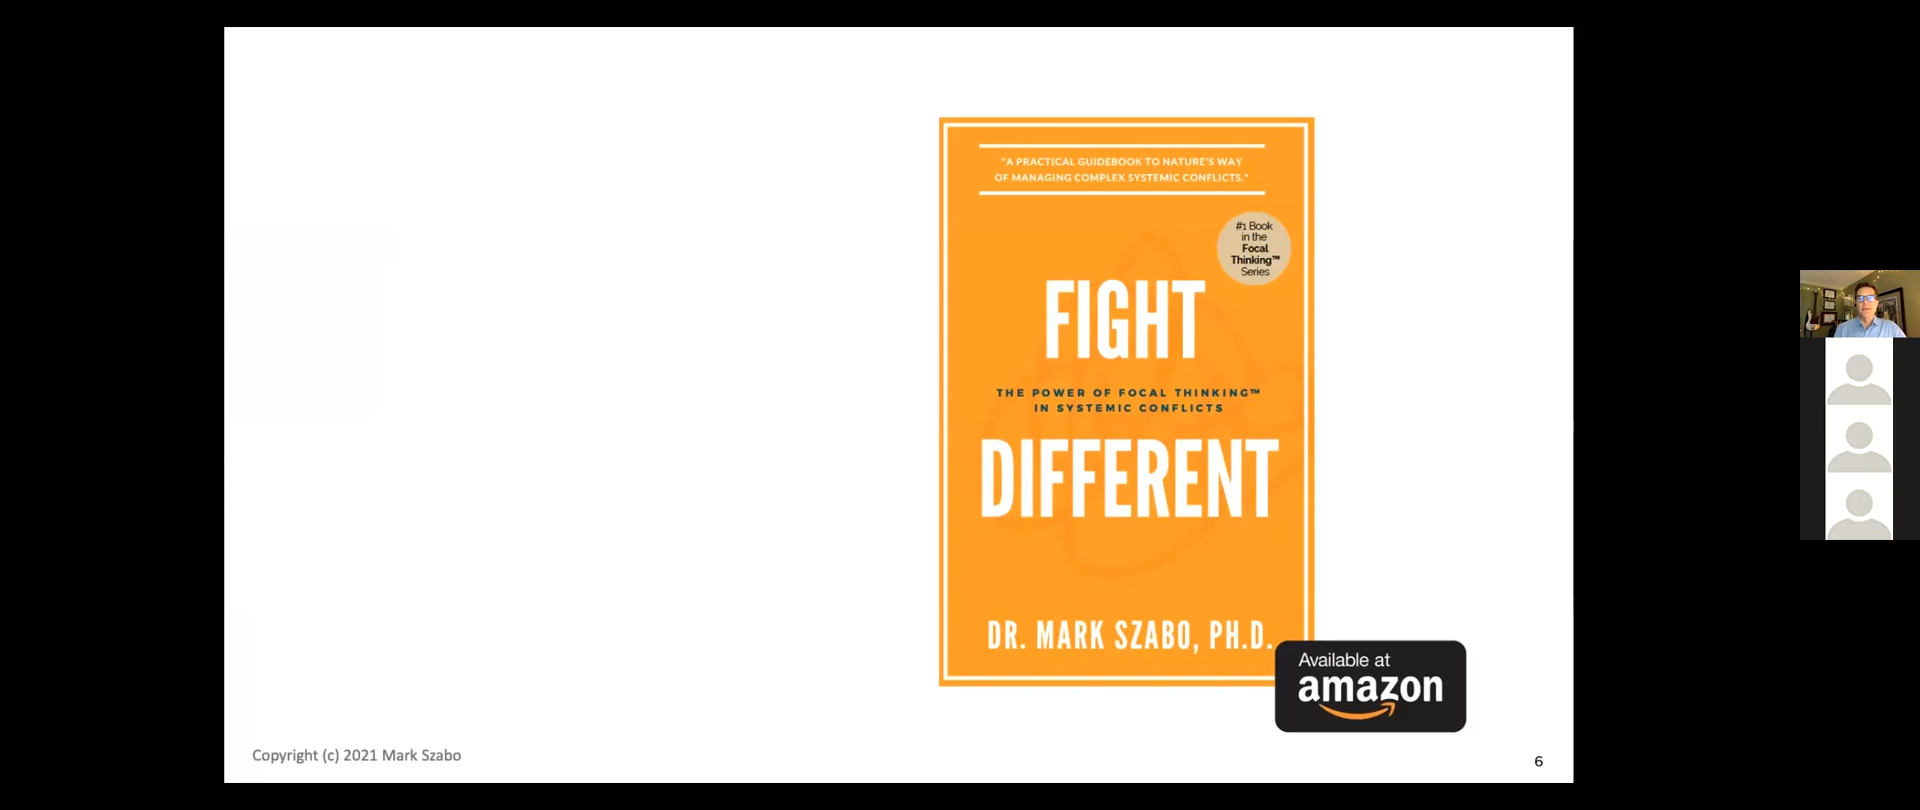 "A PRACTICAL GUIDEBOOK TO NATURE'S WAY
OF MANAGING COMPLEX SYSTEMIC CONFLICTS."
#1 Book
in the
Focal
Thinking™
Series
FIGHT
THE POWER OF FOCAL THINKING™
IN SYSTEMIC CONFLICTS
DIFFERENT
DR. MARK SZABO, PH.D.
Available at
amazon
Copyright (c) 2021 Mark Szabo
6